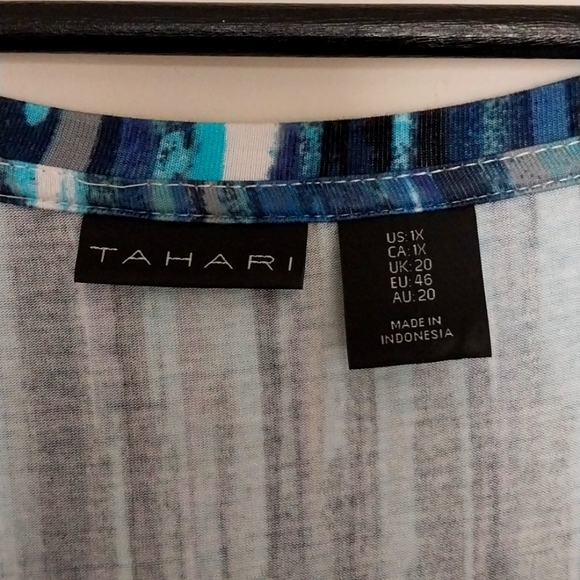 TAHARI
US: 1X
CA: 1X
UK: 20
EU: 46
AU: 20
MADE IN
INDONESIA